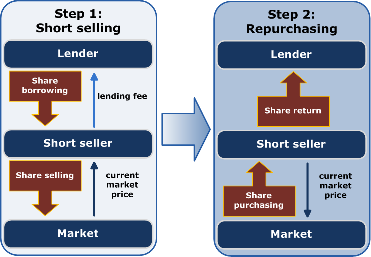 Step 1:
Short selling
Lender
Share
borrowing
lending fee
Short seller
Share selling
current
market
price
Market
Step 2:
Repurchasing
Lender
Share return
Short seller
Share
purchasing
current
market
price
Market